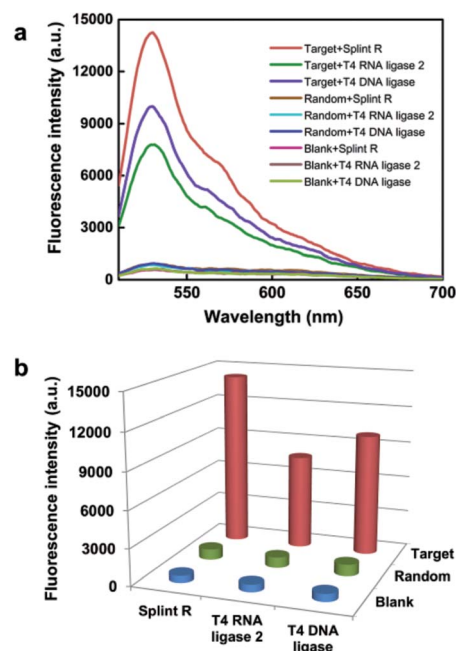 a
Fluorescence intensity (a.u.)
15000
12000
9000
6000
3000
0
Target+Splint R
Target+T4 RNA ligase 2
Target+T4 DNA ligase
Random+Splint R
Random+T4 RNA ligase 2
Random+T4 DNA ligase
Blank+Splint R
Blank+T4 RNA ligase 2
Blank+T4 DNA ligase
550
600
650
700
Wavelength (nm)
b
Fluorescence intensity (a.u.)
15000
12000
9000
6000
3000
0
Splint R
T4 RNA
ligase 2
T4 DNA
ligase
Target
Random
Blank